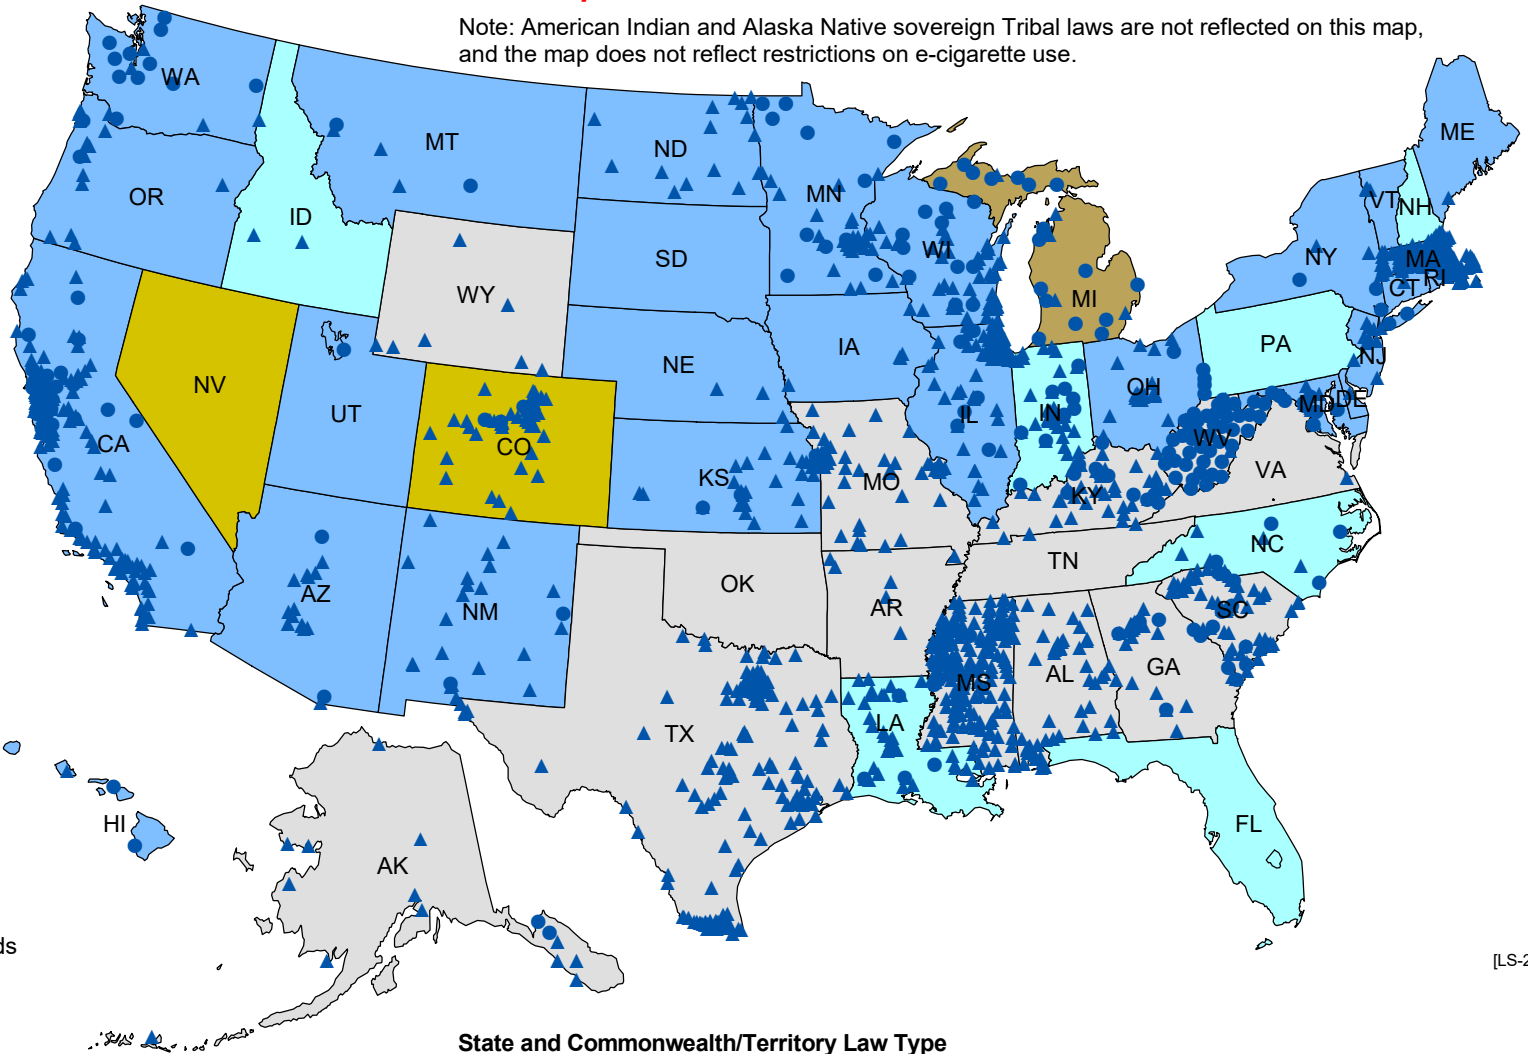 Note: American Indian and Alaska Native sovereign Tribal laws are not reflected on this map,
and the map does not reflect restrictions on e-cigarette use.
WA
MT
ND
MN
ME
OR
ID
SD
WI
VT
NH
WY
NY
MA
CT
RI
MI
NV
UT
CO
NE
IA
PA
NJ
CA
IL
IN
OH
MD
DE
WV
KS
MO
KY
VA
AZ
NM
OK
AR
TN
NC
SC
TX
LA
MS
AL
GA
HI
AK
FL
ds
[LS-2
State and Commonwealth/Territory Law Type